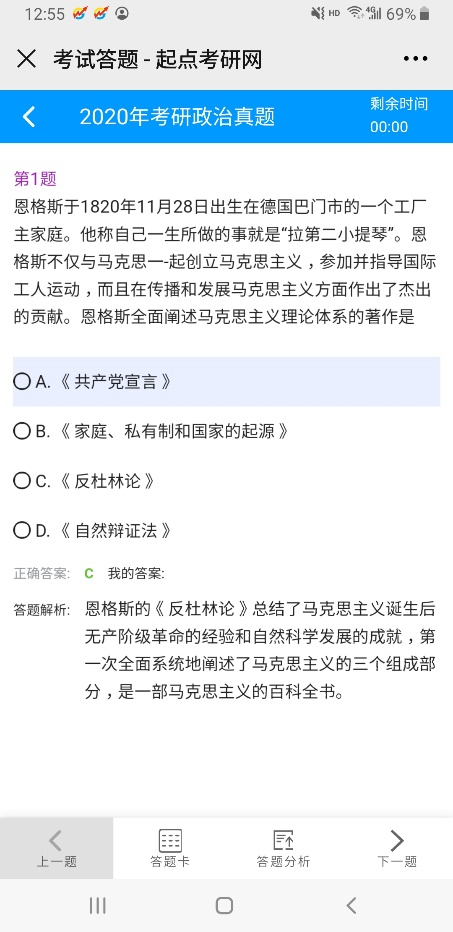 12:55
HD 4G 69%
考试答题 - 起点考研网
2020年考研政治真题
剩余时间
00:00
第1题
恩格斯于1820年11月28日出生在德国巴门市的一个工厂
主家庭。他称自己一生所做的事就是“拉第二小提琴”。恩
格斯不仅与马克思一-起创立马克思主义，参加并指导国际
工人运动，而且在传播和发展马克思主义方面作出了杰出
的贡献。恩格斯全面阐述马克思主义理论体系的著作是
A.《 共产党宣言 》
B.《 家庭、私有制和国家的起源 》
C.《 反杜林论 》
D.《 自然辩证法 》
正确答案: C 我的答案:
答题解析: 恩格斯的《 反杜林论 》总结了马克思主义诞生后
无产阶级革命的经验和自然科学发展的成就，第
一次全面系统地阐述了马克思主义的三个组成部
分，是一部马克思主义的百科全书。
上一题 答题卡 答题分析 下一题